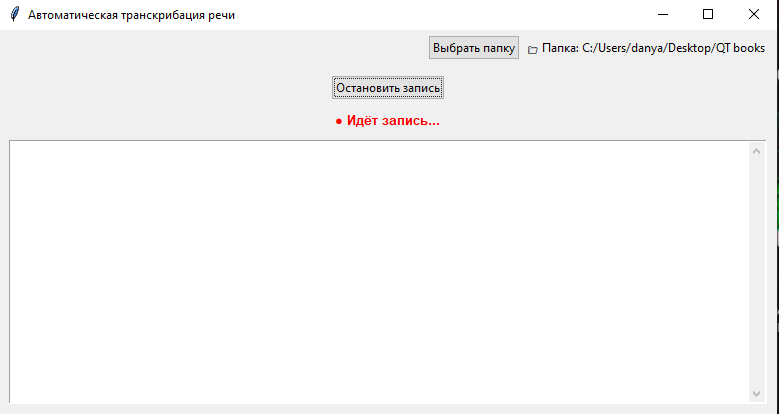 Автоматическая транскрибация речи
Выбрать папку Папка: C:/Users/danya/Desktop/QT books
Остановить запись
● Идёт запись...